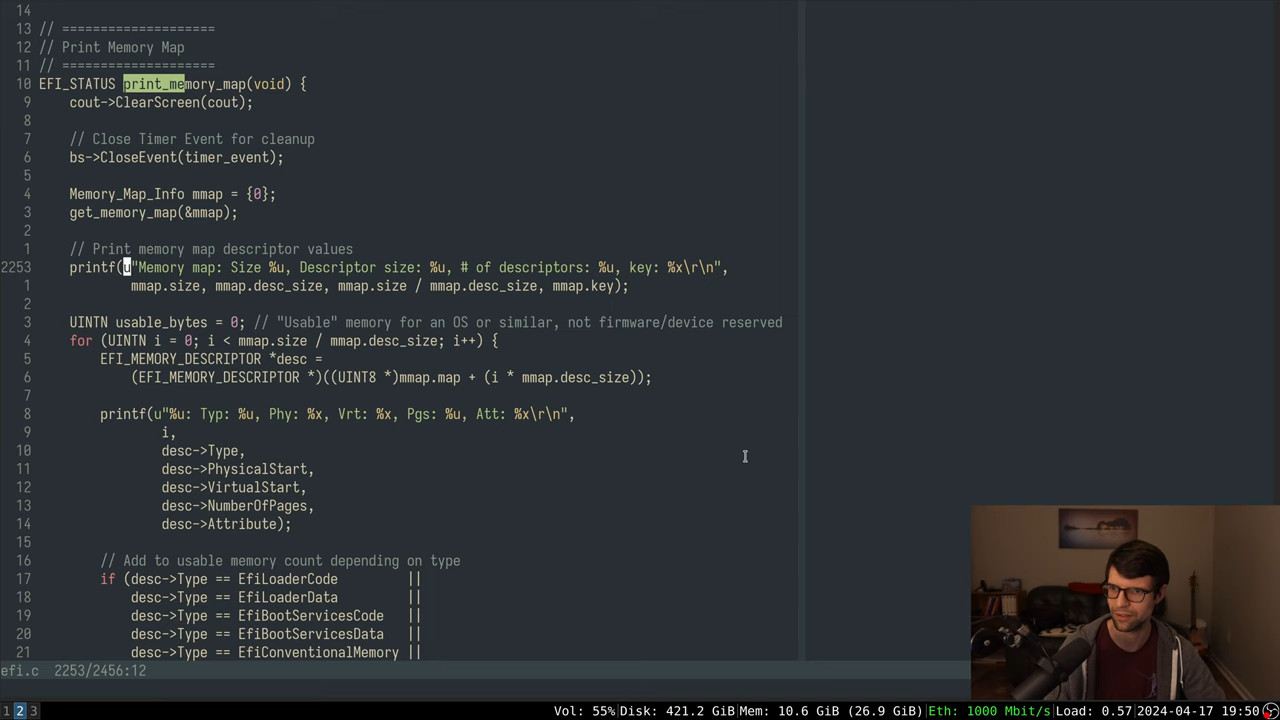 14
13 // ====================
12 // Print Memory Map
11 // ====================
10 EFI_STATUS print_memory_map(void) {
9 cout->ClearScreen(cout);
8
7 // Close Timer Event for cleanup
6 bs->CloseEvent(timer_event);
5
4 Memory_Map_Info mmap = {0};
3 get_memory_map(&mmap);
2
1 // Print memory map descriptor values
2253 printf(u"Memory map: Size %u, Descriptor size: %u, # of descriptors: %u, key: %x\r\n",
1 mmap.size, mmap.desc_size, mmap.size / mmap.desc_size, mmap.key);
2
3 UINTN usable_bytes = 0; // "Usable" memory for an OS or similar, not firmware/device reserved
4 for (UINTN i = 0; i < mmap.size / mmap.desc_size; i++) {
5 EFI_MEMORY_DESCRIPTOR *desc =
6 (EFI_MEMORY_DESCRIPTOR *)((UINT8 *)mmap.map + (i * mmap.desc_size));
7
8 printf(u"%u: Typ: %u, Phy: %x, Vrt: %x, Pgs: %u, Att: %x\r\n",
9 i,
10 desc->Type,
11 desc->PhysicalStart,
12 desc->VirtualStart,
13 desc->NumberOfPages,
14 desc->Attribute);
15
16 // Add to usable memory count depending on type
17 if (desc->Type == EfiLoaderCode ||
18 desc->Type == EfiLoaderData ||
19 desc->Type == EfiBootServicesCode ||
20 desc->Type == EfiBootServicesData ||
21 desc->Type == EfiConventionalMemory ||
efi.c 2253/2456:12
1 2 3 Vol: 55%|Disk: 421.2 GiB|Mem: 10.6 GiB (26.9 GiB)|Eth: 1000 Mbit/s|Load: 0.57|2024-04-17 19:50